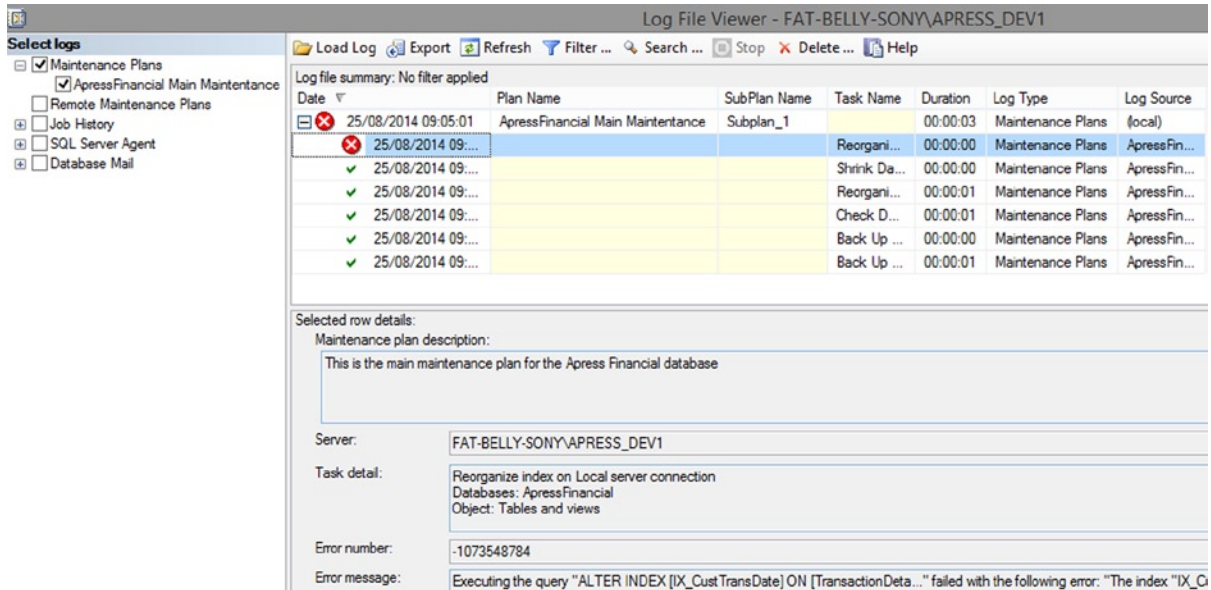 Log File Viewer - FAT-BELLY-SONY\APRESS_DEV1
Select logs
Maintenance Plans
ApressFinancial Main Maintentance
Remote Maintenance Plans
Job History
SQL Server Agent
Database Mail
Load Log Export Refresh Filter ... Search ... Stop Delete ... Help
Log file summary: No filter applied
Date Plan Name SubPlan Name Task Name Duration Log Type Log Source
25/08/2014 09:05:01 ApressFinancial Main Maintentance Subplan_1 00:00:03 Maintenance Plans (local)
25/08/2014 09:... Reorgani... 00:00:00 Maintenance Plans ApressFin...
25/08/2014 09:... Shrink Da... 00:00:00 Maintenance Plans ApressFin...
25/08/2014 09:... Reorgani... 00:00:01 Maintenance Plans ApressFin...
25/08/2014 09:... Check D... 00:00:01 Maintenance Plans ApressFin...
25/08/2014 09:... Back Up ... 00:00:00 Maintenance Plans ApressFin...
25/08/2014 09:... Back Up ... 00:00:01 Maintenance Plans ApressFin...
Selected row details:
Maintenance plan description:
This is the main maintenance plan for the Apress Financial database
Server: FAT-BELLY-SONY\APRESS_DEV1
Task detail: Reorganize index on Local server connection
Databases: ApressFinancial
Object: Tables and views
Error number: -1073548784
Error message: Executing the query "ALTER INDEX [IX_CustTransDate] ON [TransactionDeta..." failed with the following error: "The index "IX_C